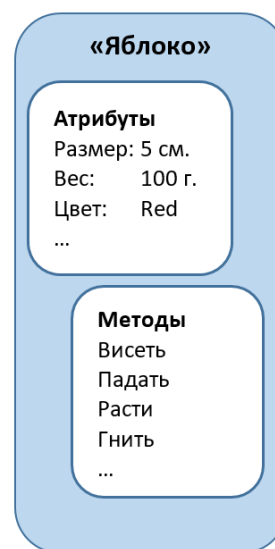 «Яблоко»
Атрибуты
Размер: 5 см.
Вес: 100 г.
Цвет: Red
...
Методы
Висеть
Падать
Расти
Гнить
...